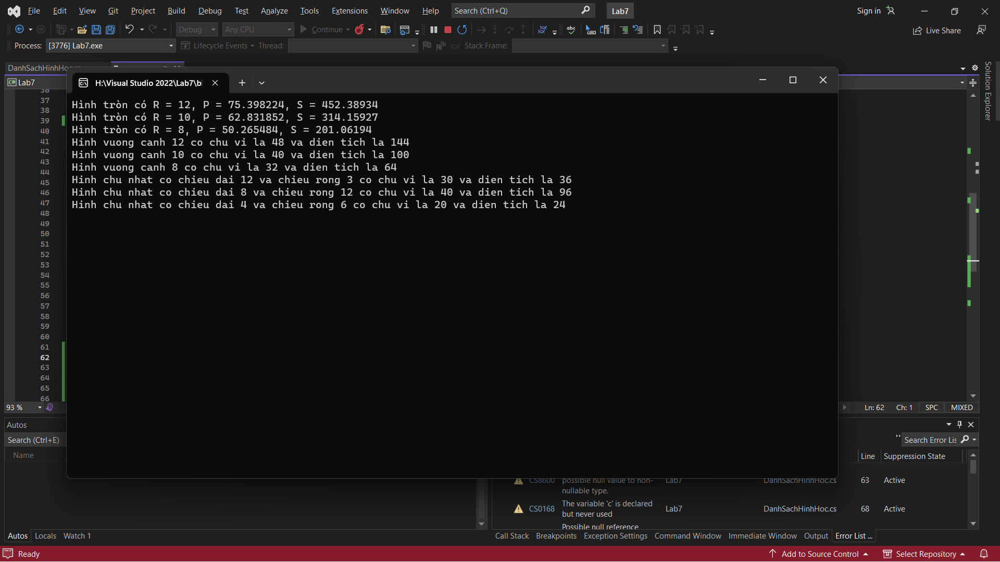 File Edit View Git Project Build Debug Test Analyze Tools Extensions Window Help Search (Ctrl+Q) Lab7 Sign in
Debug Any CPU Continue abc Live Share
Process: [3776] Lab7.exe Lifecycle Events Thread: Stack Frame:
Lab7
H:\Visual Studio 2022\Lab7\bi
Solution Explorer
Hình tròn có R = 12, P = 75.398224, S = 452.38934
Hình tròn có R = 10, P = 62.831852, S = 314.15927
Hình tròn có R = 8, P = 50.265484, S = 201.06194
Hinh vuong canh 12 co chu vi la 48 va dien tich la 144
Hinh vuong canh 10 co chu vi la 40 va dien tich la 100
Hinh vuong canh 8 co chu vi la 32 va dien tich la 64
Hinh chu nhat co chieu dai 12 va chieu rong 3 co chu vi la 30 va dien tich la 36
Hinh chu nhat co chieu dai 8 va chieu rong 12 co chu vi la 40 va dien tich la 96
Hinh chu nhat co chieu dai 4 va chieu rong 6 co chu vi la 20 va dien tich la 24
36
37
38
39
40
41
42
43
44
45
46
47
48
49
50
51
52
53
54
55
56
57
58
59
60
61
62
63
64
65
66
93 % Ln: 62 Ch: 1 SPC MIXED
Autos
Search (Ctrl+E) Search Error Lis
Name Line Suppression State
CS8600 possible null value to non- Lab7 DanhSachHinhHoc.cs 63 Active
nullable type.
CS0168 The variable 'c' is declared Lab7 DanhSachHinhHoc.cs 68 Active
but never used
Possible null reference
Autos Locals Watch 1 Call Stack Breakpoints Exception Settings Command Window Immediate Window Output Error List ...
Ready Add to Source Control Select Repository